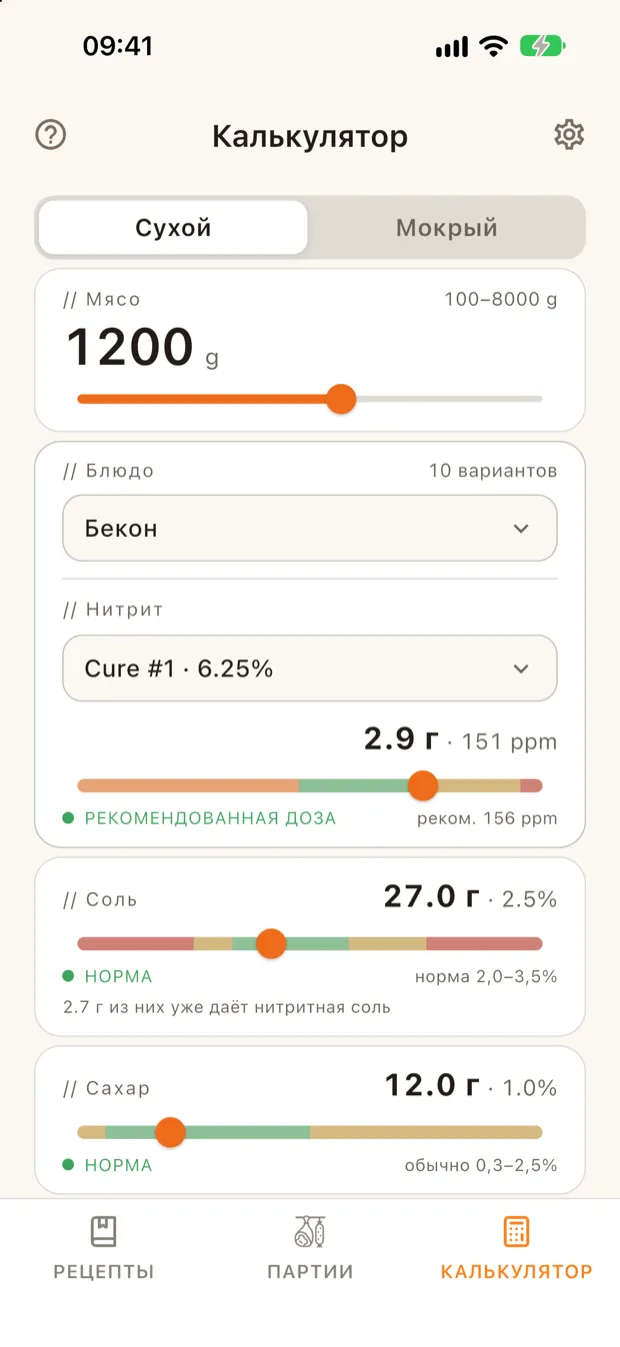 09:41
Калькулятор
Сухой Мокрый
// Мясо 100–8000 g
1200 g
// Блюдо 10 вариантов
Бекон
// Нитрит
Cure #1 · 6.25%
2.9 г · 151 ppm
РЕКОМЕНДОВАННАЯ ДОЗА реком. 156 ppm
// Соль 27.0 г · 2.5%
НОРМА норма 2,0–3,5%
2.7 г из них уже даёт нитритная соль
// Сахар 12.0 г · 1.0%
НОРМА обычно 0,3–2,5%
РЕЦЕПТЫ ПАРТИИ КАЛЬКУЛЯТОР